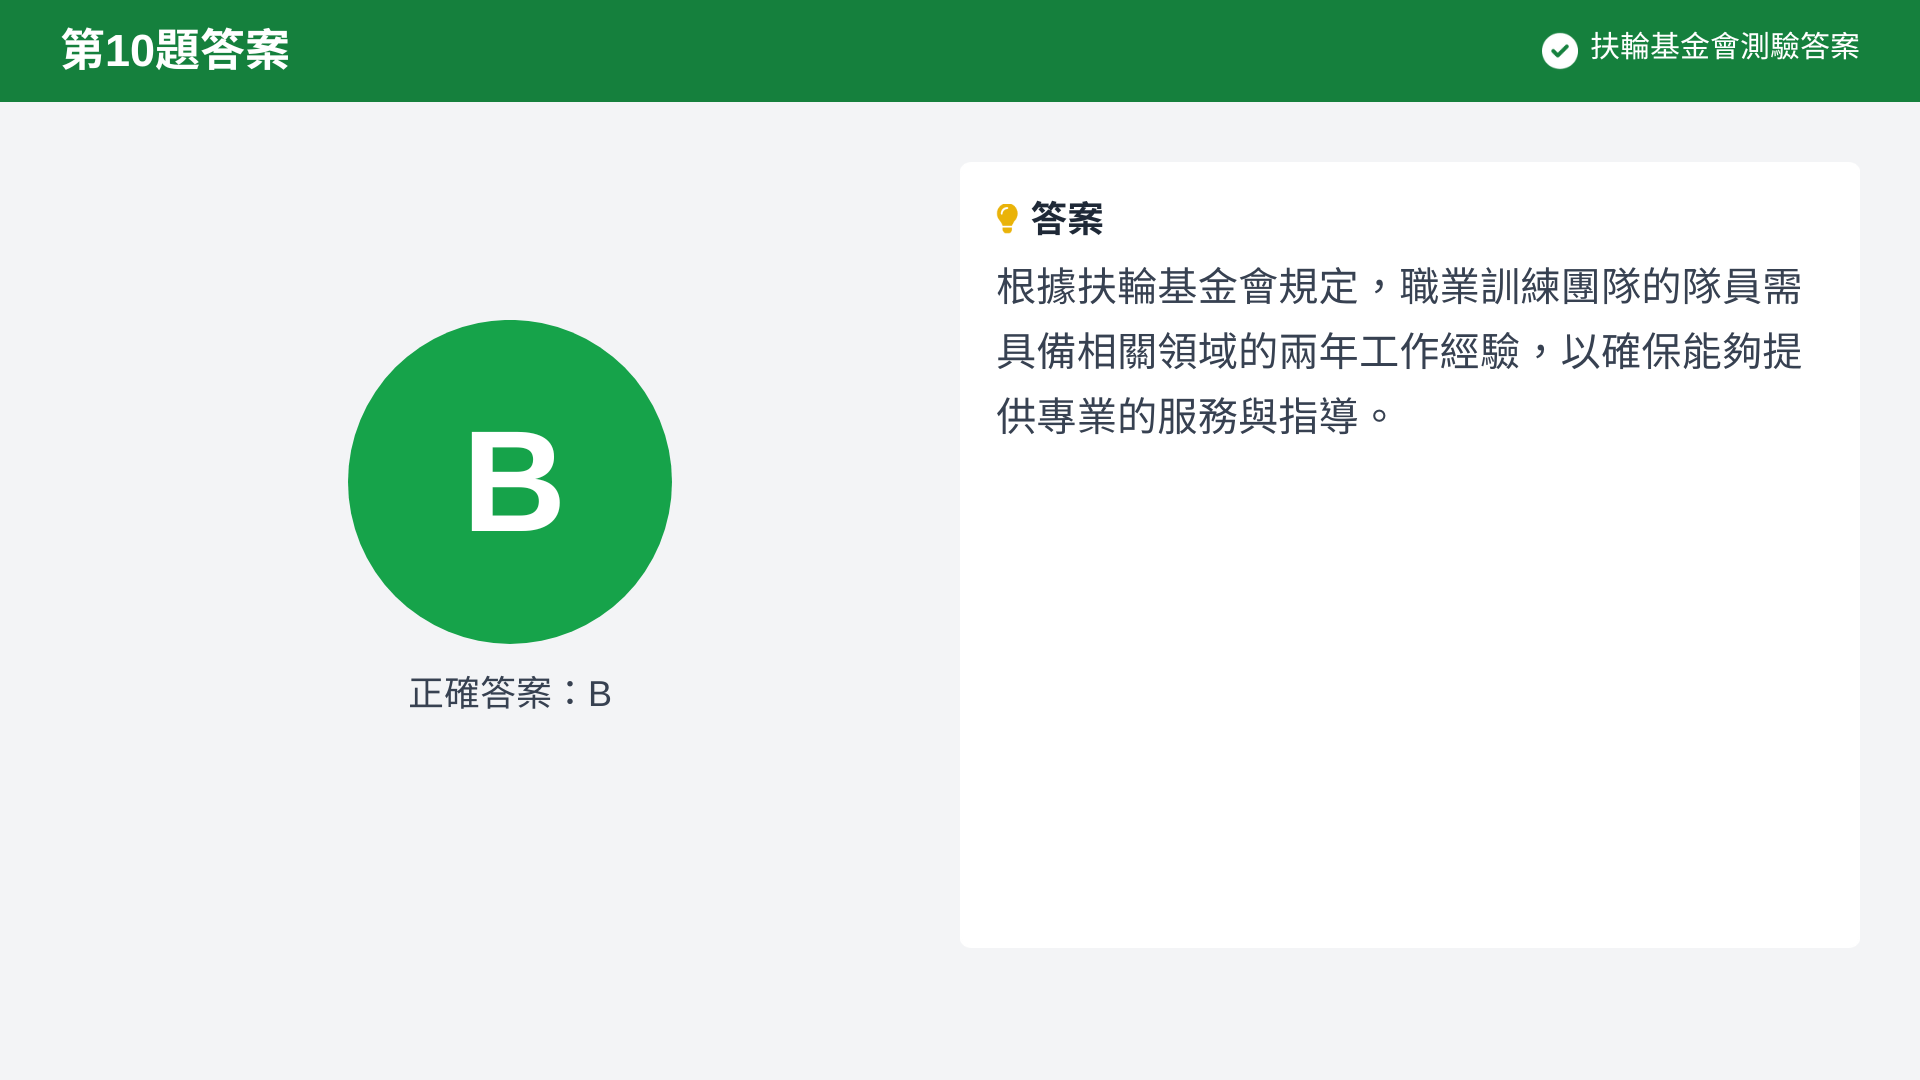 第10題答案
扶輪基金會測驗答案
B
正確答案：B
答案
根據扶輪基金會規定，職業訓練團隊的隊員需
具備相關領域的兩年工作經驗，以確保能夠提
供專業的服務與指導。